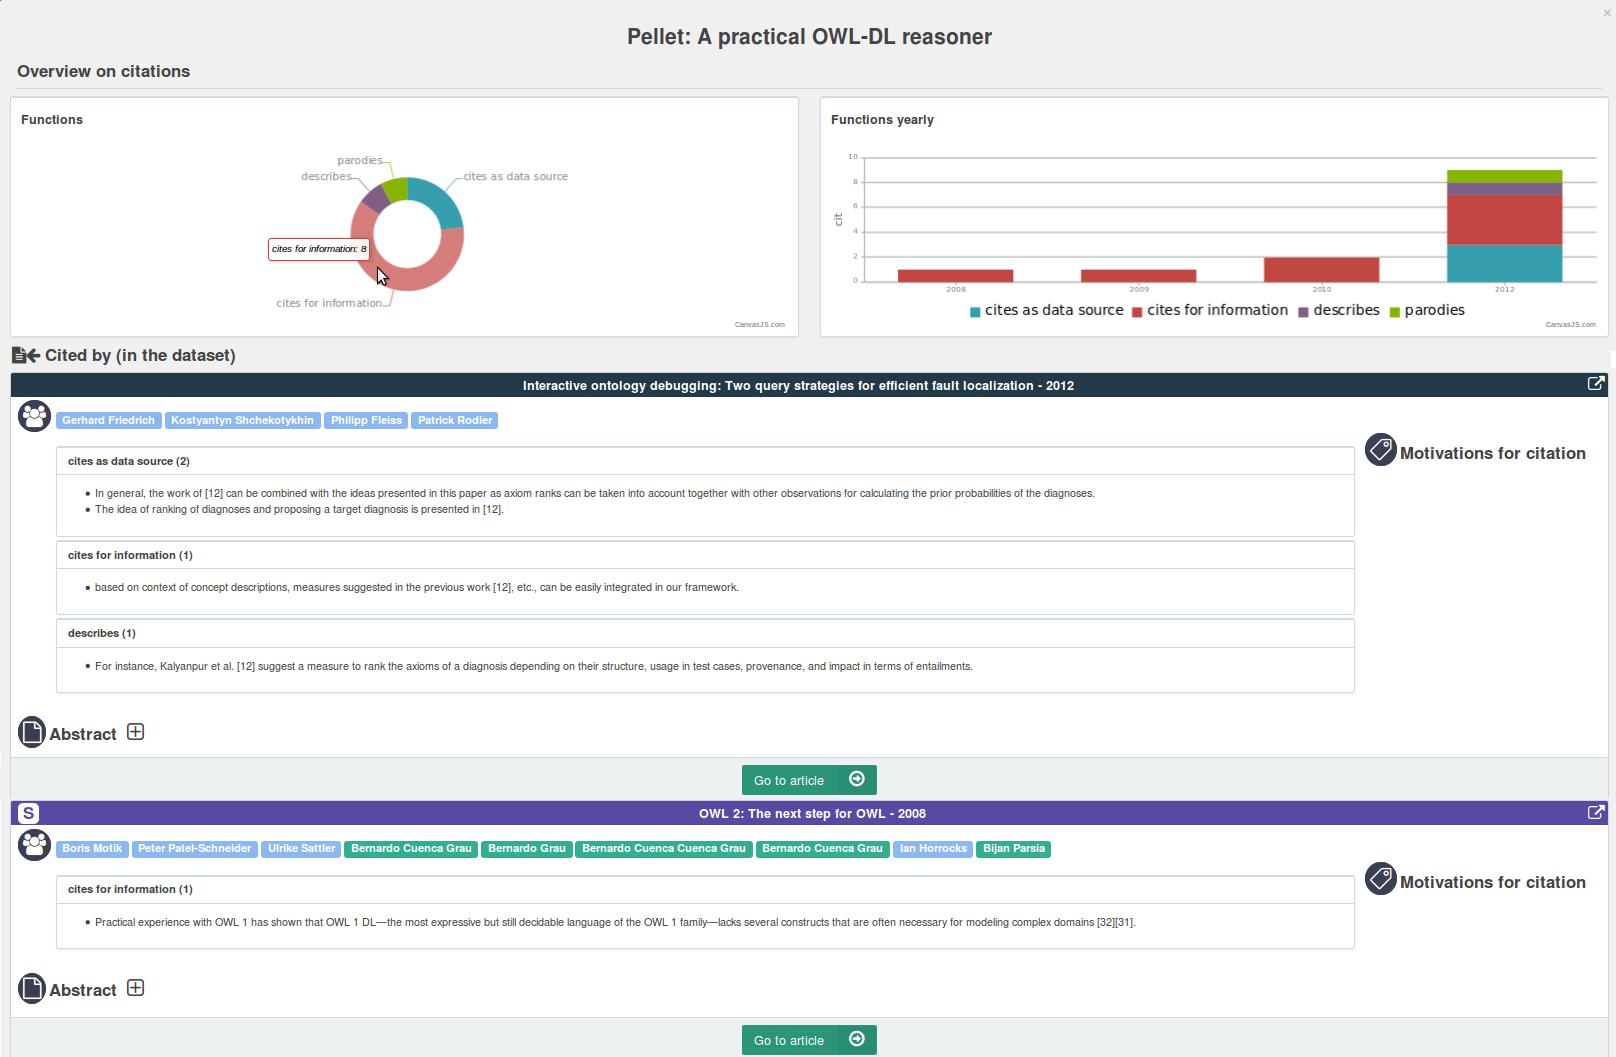 ×
Pellet: A practical OWL-DL reasoner
Overview on citations
Functions
parodies
describes
cites as data source
cites for information: 8
cites for information
CanvasJS.com
Functions yearly
10
8
6
4
2
0
cit
2008 2009 2010 2012
cites as data source cites for information describes parodies
CanvasJS.com
Cited by (in the dataset)
Interactive ontology debugging: Two query strategies for efficient fault localization - 2012
Gerhard Friedrich Kostyantyn Shchekotykhin Philipp Fleiss Patrick Rodler
Motivations for citation
cites as data source (2)
• In general, the work of [12] can be combined with the ideas presented in this paper as axiom ranks can be taken into account together with other observations for calculating the prior probabilities of the diagnoses.
• The idea of ranking of diagnoses and proposing a target diagnosis is presented in [12].
cites for information (1)
• based on context of concept descriptions, measures suggested in the previous work [12], etc., can be easily integrated in our framework.
describes (1)
• For instance, Kalyanpur et al. [12] suggest a measure to rank the axioms of a diagnosis depending on their structure, usage in test cases, provenance, and impact in terms of entailments.
Abstract
Go to article
S
OWL 2: The next step for OWL - 2008
Boris Motik Peter Patel-Schneider Ulrike Sattler Bernardo Cuenca Grau Bernardo Grau Bernardo Cuenca Cuenca Grau Bernardo Cuenca Grau Ian Horrocks Bijan Parsia
Motivations for citation
cites for information (1)
• Practical experience with OWL 1 has shown that OWL 1 DL—the most expressive but still decidable language of the OWL 1 family—lacks several constructs that are often necessary for modeling complex domains [32][31].
Abstract
Go to article